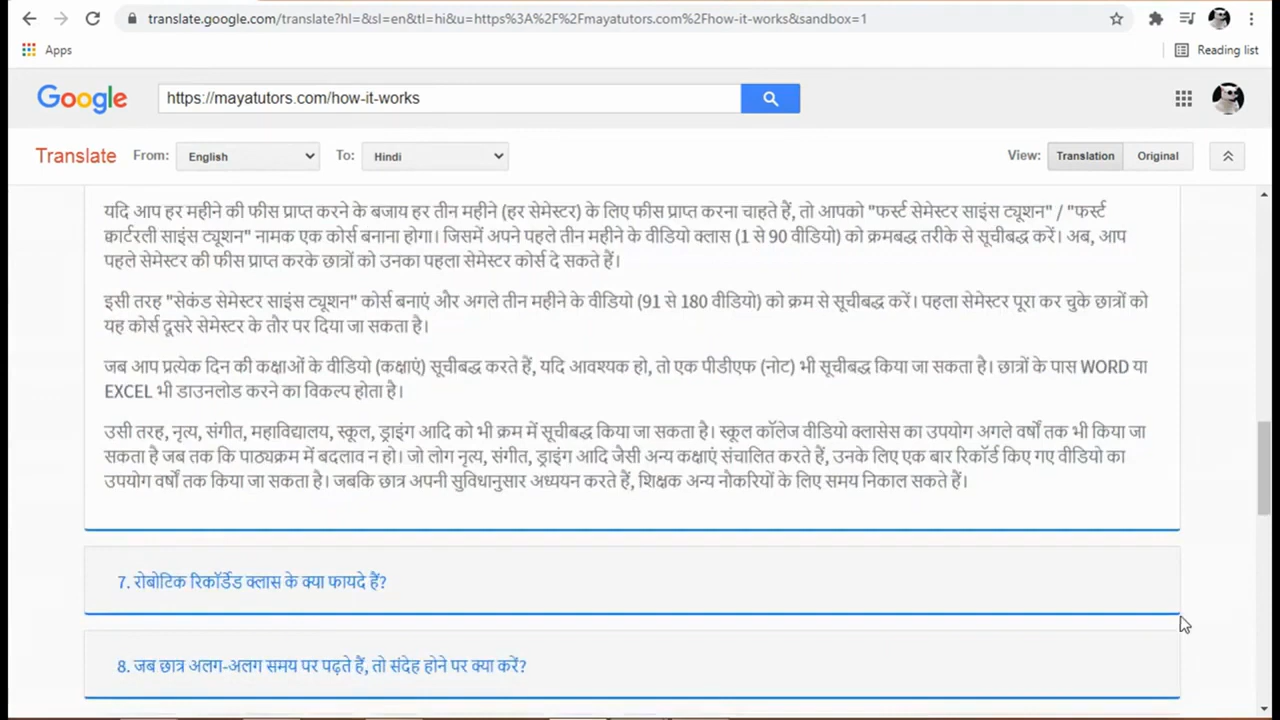 translate.google.com/translate?hl=&sl=en&tl=hi&u=https%3A%2F%2Fmayatutors.com%2Fhow-it-works&sandbox=1
Apps
Reading list
Google
https://mayatutors.com/how-it-works
Translate From: English To: Hindi View: Translation Original
यदि आप हर महीने की फीस प्राप्त करने के बजाय हर तीन महीने (हर सेमेस्टर) के लिए फीस प्राप्त करना चाहते हैं, तो आपको "फर्स्ट सेमेस्टर साइंस ट्यूशन" / "फर्स्ट
क्वार्टरली साइंस ट्यूशन" नामक एक कोर्स बनाना होगा। जिसमें अपने पहले तीन महीने के वीडियो क्लास (1 से 90 वीडियो) को क्रमबद्ध तरीके से सूचीबद्ध करें। अब, आप
पहले सेमेस्टर की फीस प्राप्त करके छात्रों को उनका पहला सेमेस्टर कोर्स दे सकते हैं।
इसी तरह "सेकंड सेमेस्टर साइंस ट्यूशन" कोर्स बनाएं और अगले तीन महीने के वीडियो (91 से 180 वीडियो) को क्रम से सूचीबद्ध करें। पहला सेमेस्टर पूरा कर चुके छात्रों को
यह कोर्स दूसरे सेमेस्टर के तौर पर दिया जा सकता है।
जब आप प्रत्येक दिन की कक्षाओं के वीडियो (कक्षाएं) सूचीबद्ध करते हैं, यदि आवश्यक हो, तो एक पीडीएफ (नोट) भी सूचीबद्ध किया जा सकता है। छात्रों के पास WORD या
EXCEL भी डाउनलोड करने का विकल्प होता है।
उसी तरह, नृत्य, संगीत, महाविद्यालय, स्कूल, ड्राइंग आदि को भी क्रम में सूचीबद्ध किया जा सकता है। स्कूल कॉलेज वीडियो क्लासेस का उपयोग अगले वर्षों तक भी किया जा
सकता है जब तक कि पाठ्यक्रम में बदलाव न हो। जो लोग नृत्य, संगीत, ड्राइंग आदि जैसी अन्य कक्षाएं संचालित करते हैं, उनके लिए एक बार रिकॉर्ड किए गए वीडियो का
उपयोग वर्षों तक किया जा सकता है। जबकि छात्र अपनी सुविधानुसार अध्ययन करते हैं, शिक्षक अन्य नौकरियों के लिए समय निकाल सकते हैं।
7. रोबोटिक रिकॉर्डेड क्लास के क्या फायदे हैं?
8. जब छात्र अलग-अलग समय पर पढ़ते हैं, तो संदेह होने पर क्या करें?